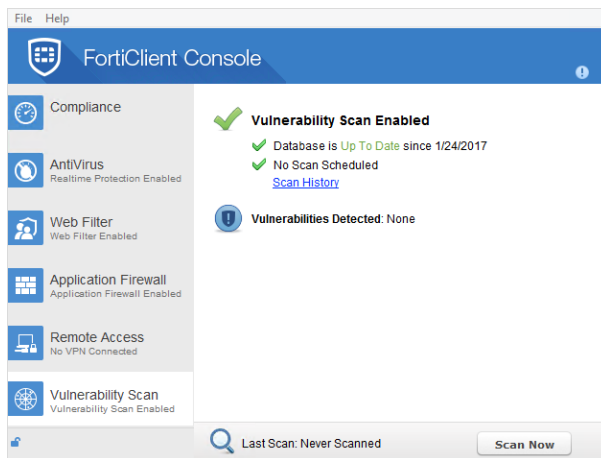 File Help
FortiClient Console
Compliance
AntiVirus
Realtime Protection Enabled
Web Filter
Web Filter Enabled
Application Firewall
Application Firewall Enabled
Remote Access
No VPN Connected
Vulnerability Scan
Vulnerability Scan Enabled
Vulnerability Scan Enabled
Database is Up To Date since 1/24/2017
No Scan Scheduled
Scan History
Vulnerabilities Detected: None
Last Scan: Never Scanned
Scan Now